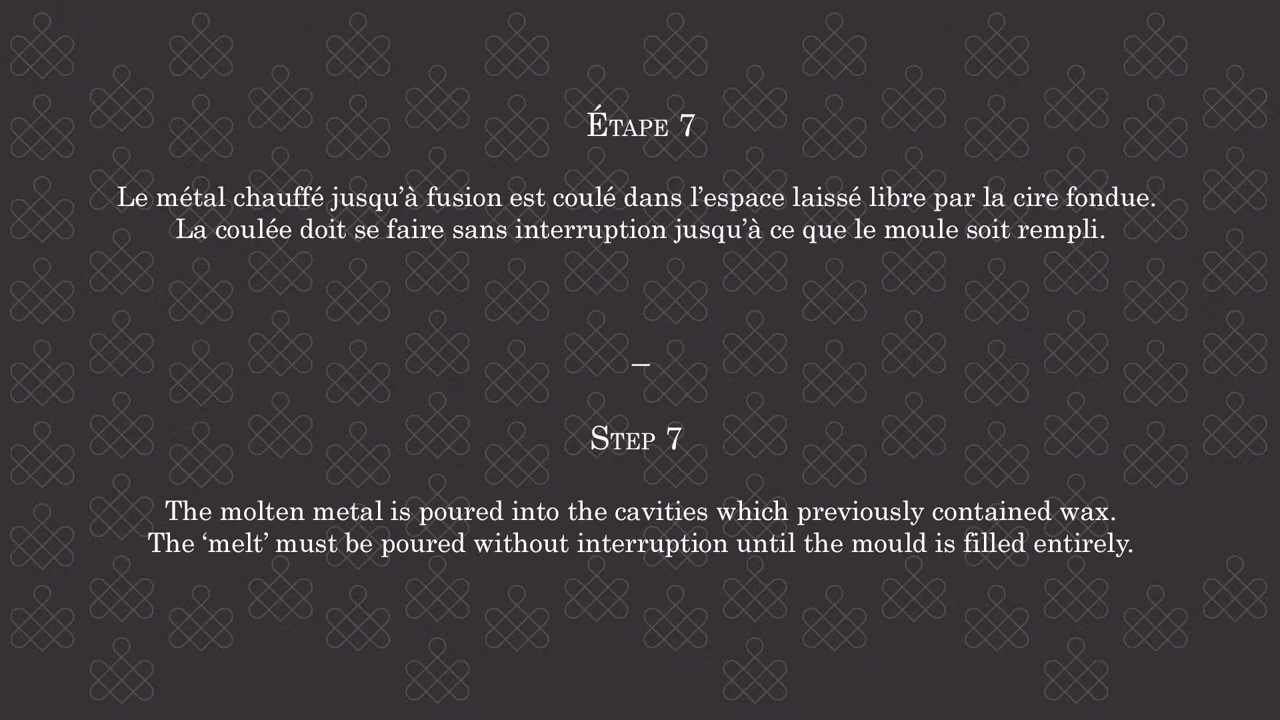 Étape 7
Le métal chauffé jusqu’à fusion est coulé dans l’espace laissé libre par la cire fondue.
La coulée doit se faire sans interruption jusqu’à ce que le moule soit rempli.
–
Step 7
The molten metal is poured into the cavities which previously contained wax.
The ‘melt’ must be poured without interruption until the mould is filled entirely.